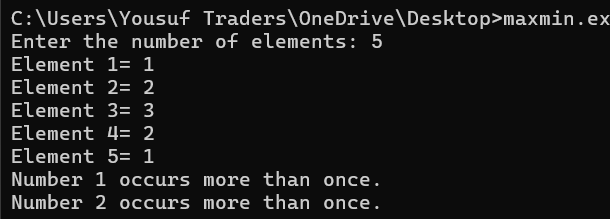 C:\Users\Yousuf Traders\OneDrive\Desktop>maxmin.ex
Enter the number of elements: 5
Element 1= 1
Element 2= 2
Element 3= 3
Element 4= 2
Element 5= 1
Number 1 occurs more than once.
Number 2 occurs more than once.